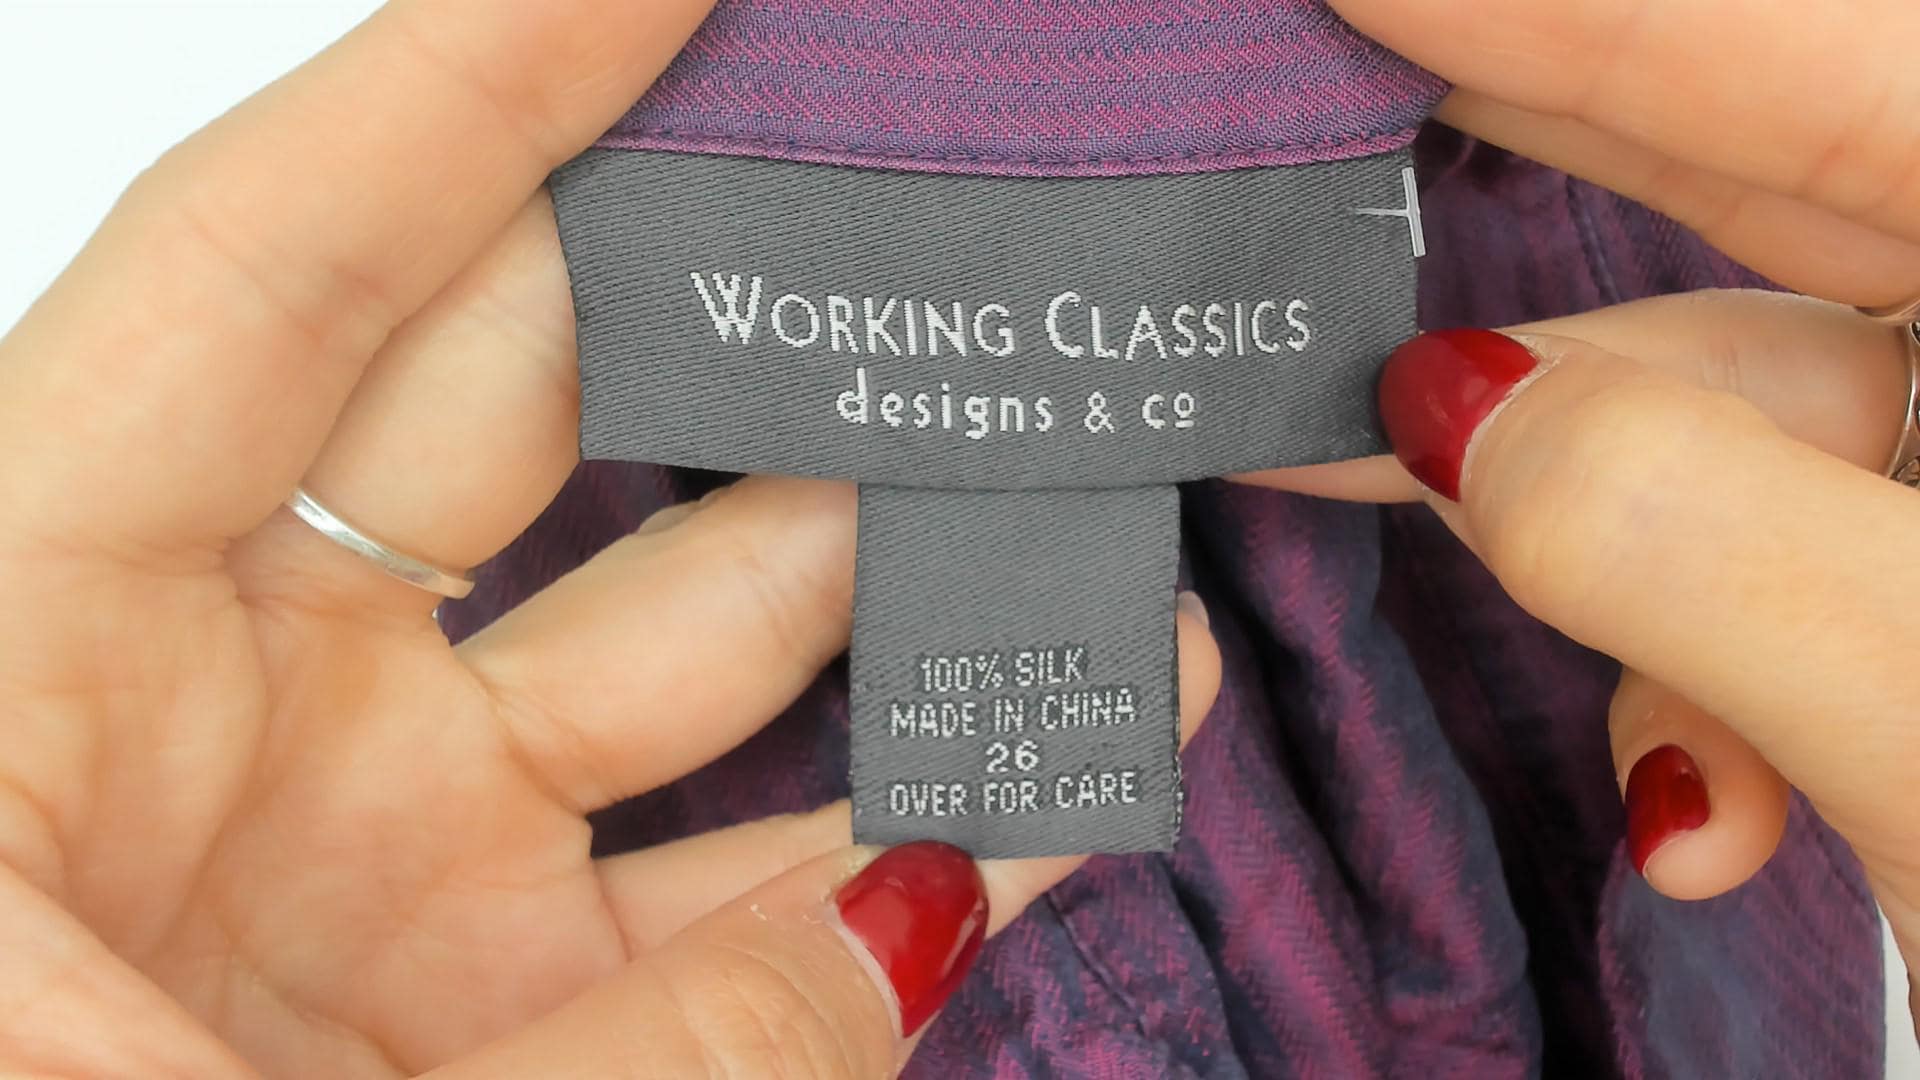 WORKING CLASSICS
designs & cº
100% SILK
MADE IN CHINA
26
OVER FOR CARE